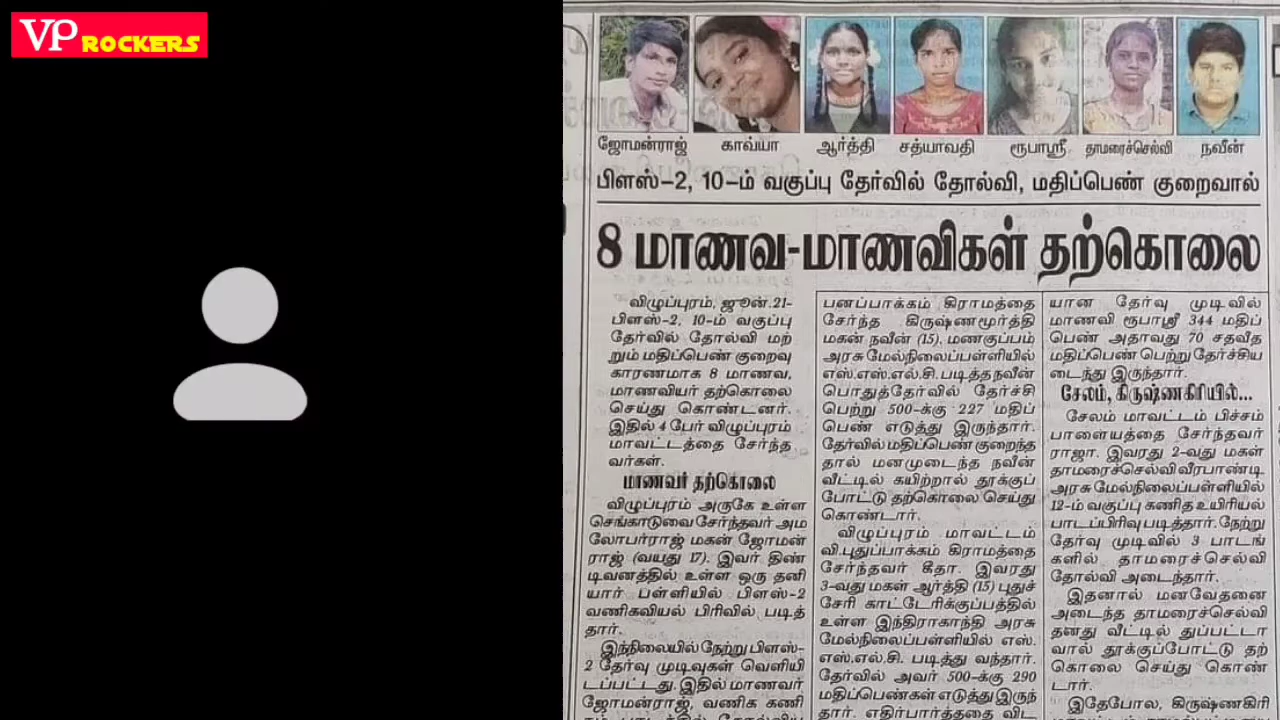 VP ROCKERS
ஜோமன்ராஜ் காவ்யா ஆர்த்தி சத்யாவதி ரூபாஸ்ரீ தாமரைச்செல்வி நவீன்
பிளஸ்-2, 10-ம் வகுப்பு தேர்வில் தோல்வி, மதிப்பெண் குறைவால்
8 மாணவ-மாணவிகள் தற்கொலை
விழுப்புரம், ஜூன்.21-
பிளஸ்-2, 10-ம் வகுப்பு
தேர்வில் தோல்வி மற்
றும் மதிப்பெண் குறைவு
காரணமாக 8 மாணவ,
மாணவியர் தற்கொலை
செய்து கொண்டனர்.
இதில் 4 பேர் விழுப்புரம்
மாவட்டத்தை சேர்ந்த
வர்கள்.
மாணவர் தற்கொலை
விழுப்புரம் அருகே உள்ள
செங்காடுவை சேர்ந்தவர் அம
லோபர்ராஜ் மகன் ஜோமன்
ராஜ் (வயது 17). இவர் திண்
டிவனத்தில் உள்ள ஒரு தனி
யார் பள்ளியில் பிளஸ்-2
வணிகவியல் பிரிவில் படித்
தார்.
இந்நிலையில் நேற்று பிளஸ்-
2 தேர்வு முடிவுகள் வெளியி
டப்பட்டது. இதில் மாணவர்
ஜோமன்ராஜ், வணிக கணி
பனப்பாக்கம் கிராமத்தை
சேர்ந்த கிருஷ்ணமூர்த்தி
மகன் நவீன் (15). மணகுப்பம்
அரசு மேல்நிலைப்பள்ளியில்
எஸ்.எஸ்.எல்.சி. படித்த நவீன்
பொதுத்தேர்வில் தேர்ச்சி
பெற்று 500-க்கு 227 மதிப்
பெண் எடுத்து இருந்தார்.
தேர்வில் மதிப்பெண் குறைந்த
தால் மனமுடைந்த நவீன்
வீட்டில் கயிற்றால் தூக்குப்
போட்டு தற்கொலை செய்து
கொண்டார்.
விழுப்புரம் மாவட்டம்
வி.புதுப்பாக்கம் கிராமத்தை
சேர்ந்தவர் கீதா. இவரது
3-வது மகள் ஆர்த்தி (15) புதுச்
சேரி காட்டேரிக்குப்பத்தில்
உள்ள இந்திராகாந்தி அரசு
மேல்நிலைப்பள்ளியில் எஸ்.
எஸ்.எல்.சி. படித்து வந்தார்.
தேர்வில் அவர் 500-க்கு 290
மதிப்பெண்கள் எடுத்து இருந்
தார். எதிர்பார்த்ததை விட
யான தேர்வு முடிவில்
மாணவி ரூபாஸ்ரீ 344 மதிப்
பெண் அதாவது 70 சதவீத
மதிப்பெண் பெற்று தேர்ச்சிய
டைந்து இருந்தார்.
சேலம், கிருஷ்ணகிரியில்...
சேலம் மாவட்டம் பிச்சம்
பாளையத்தை சேர்ந்தவர்
ராஜா. இவரது 2-வது மகள்
தாமரைச்செல்வி வீரபாண்டி
அரசு மேல்நிலைப்பள்ளியில்
12-ம் வகுப்பு கணித உயிரியல்
பாடப்பிரிவு படித்தார். நேற்று
தேர்வு முடிவில் 3 பாடங்
களில் தாமரைச்செல்வி
தோல்வி அடைந்தார்.
இதனால் மனவேதனை
அடைந்த தாமரைச்செல்வி
தனது வீட்டில் துப்பட்டா
வால் தூக்குப்போட்டு தற்
கொலை செய்து கொண்
டார்.
இதேபோல, கிருஷ்ணகிரி